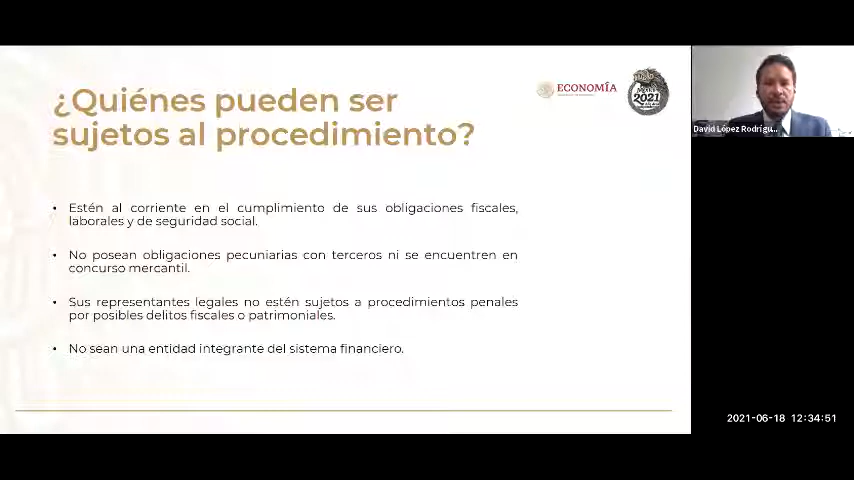 ¿Quiénes pueden ser
sujetos al procedimiento?
ECONOMÍA
2021
David López Rodrígu...
• Estén al corriente en el cumplimiento de sus obligaciones fiscales,
laborales y de seguridad social.
• No posean obligaciones pecuniarias con terceros ni se encuentren en
concurso mercantil.
• Sus representantes legales no estén sujetos a procedimientos penales
por posibles delitos fiscales o patrimoniales.
• No sean una entidad integrante del sistema financiero.
2021-06-18 12:34:51